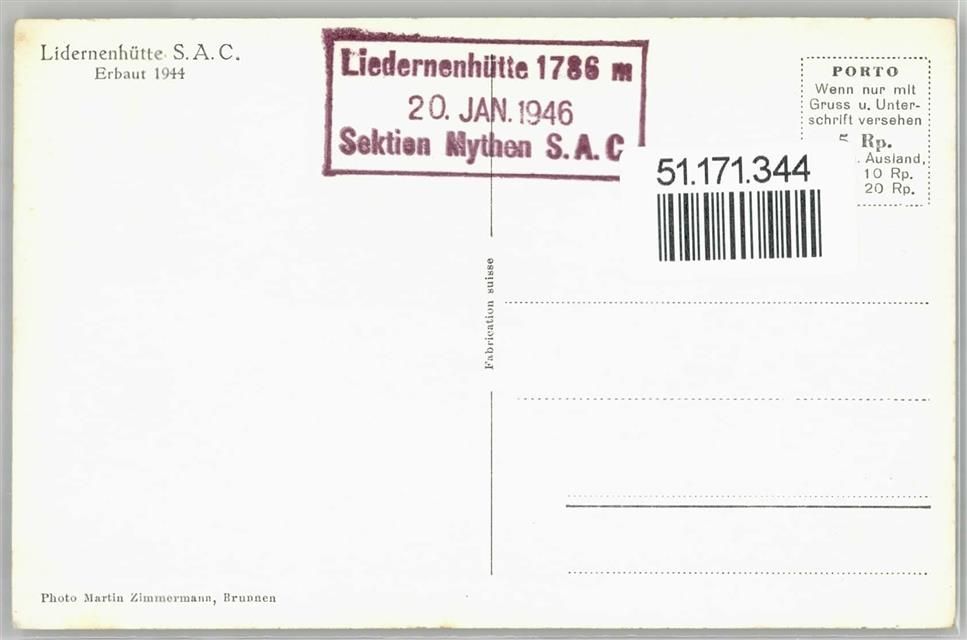 Lidernenhütte S. A. C.
Erbaut 1944
Liedernenhütte 1786 m
20. JAN. 1946
Sektion Mythen S. A. C
PORTO
Wenn nur mit
Gruss u. Unter-
schrift versehen
5 Rp.
. Ausland,
10 Rp.
20 Rp.
51.171.344
Fabrication suisse
Photo Martin Zimmermann, Brunnen